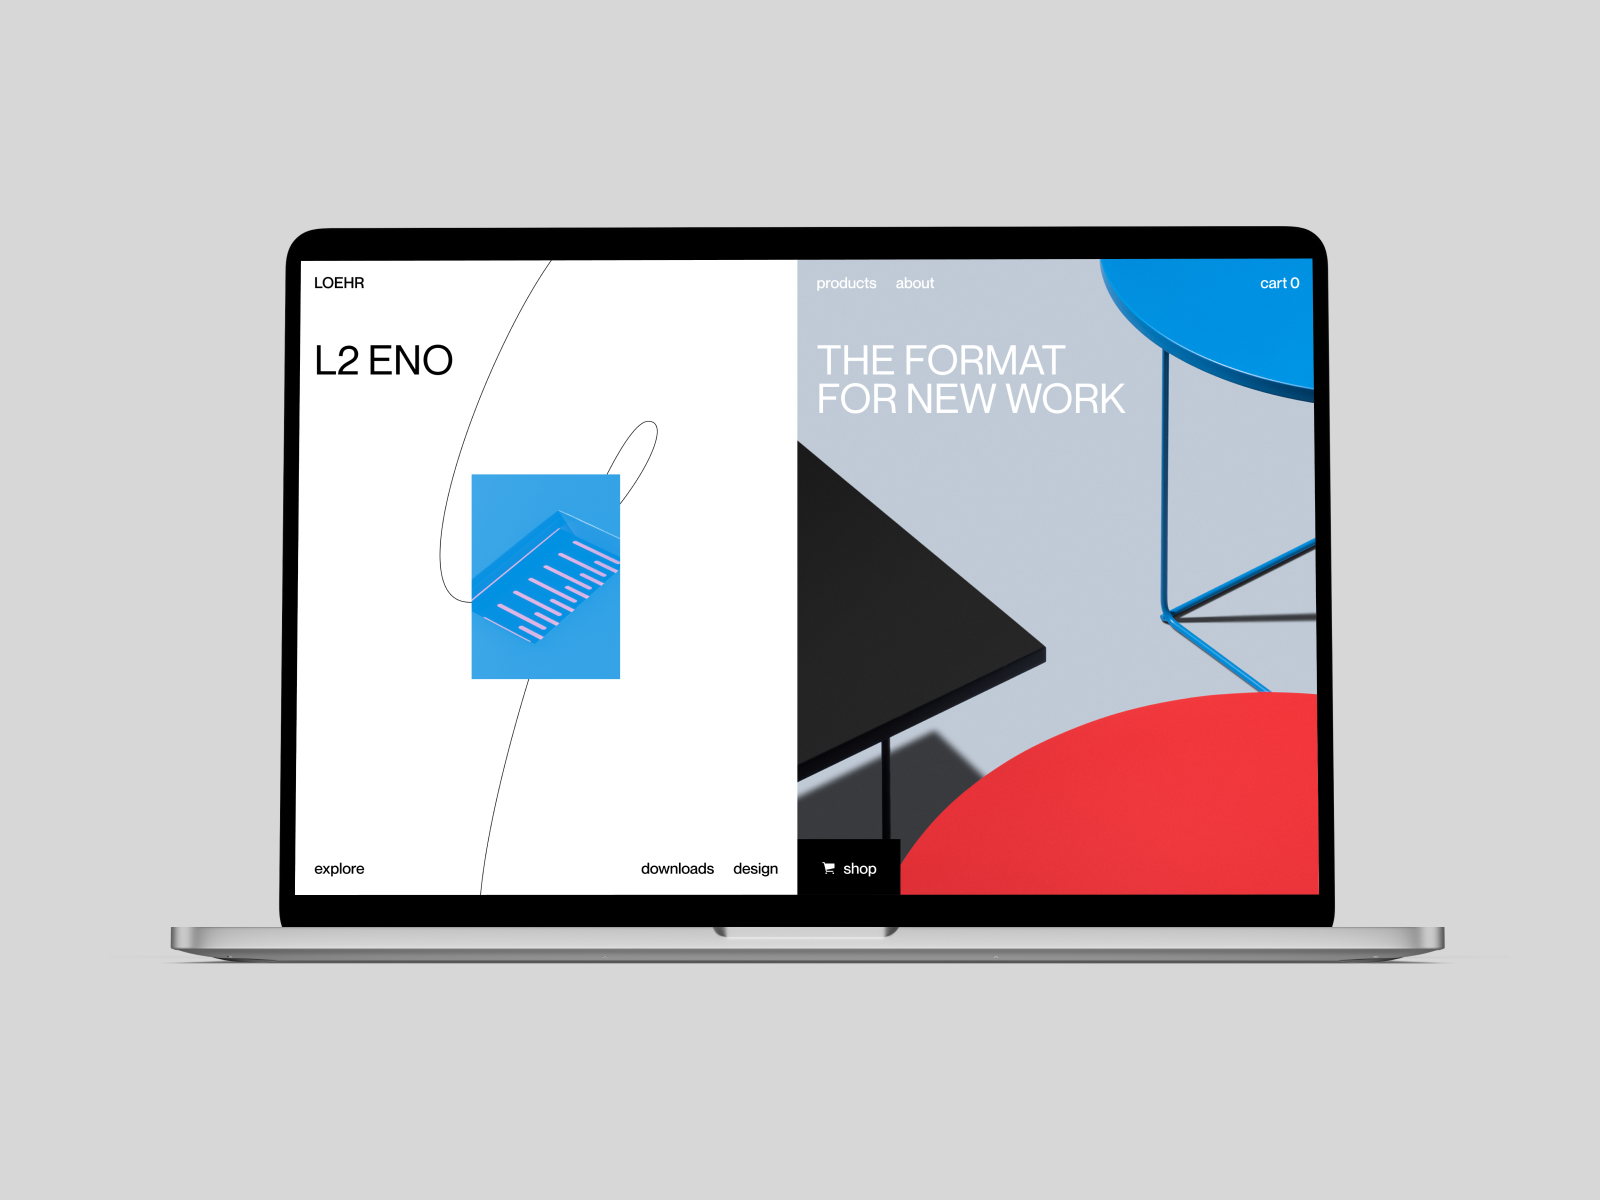 LOEHR
products about
cart 0
L2 ENO
THE FORMAT
FOR NEW WORK
explore
downloads design
shop